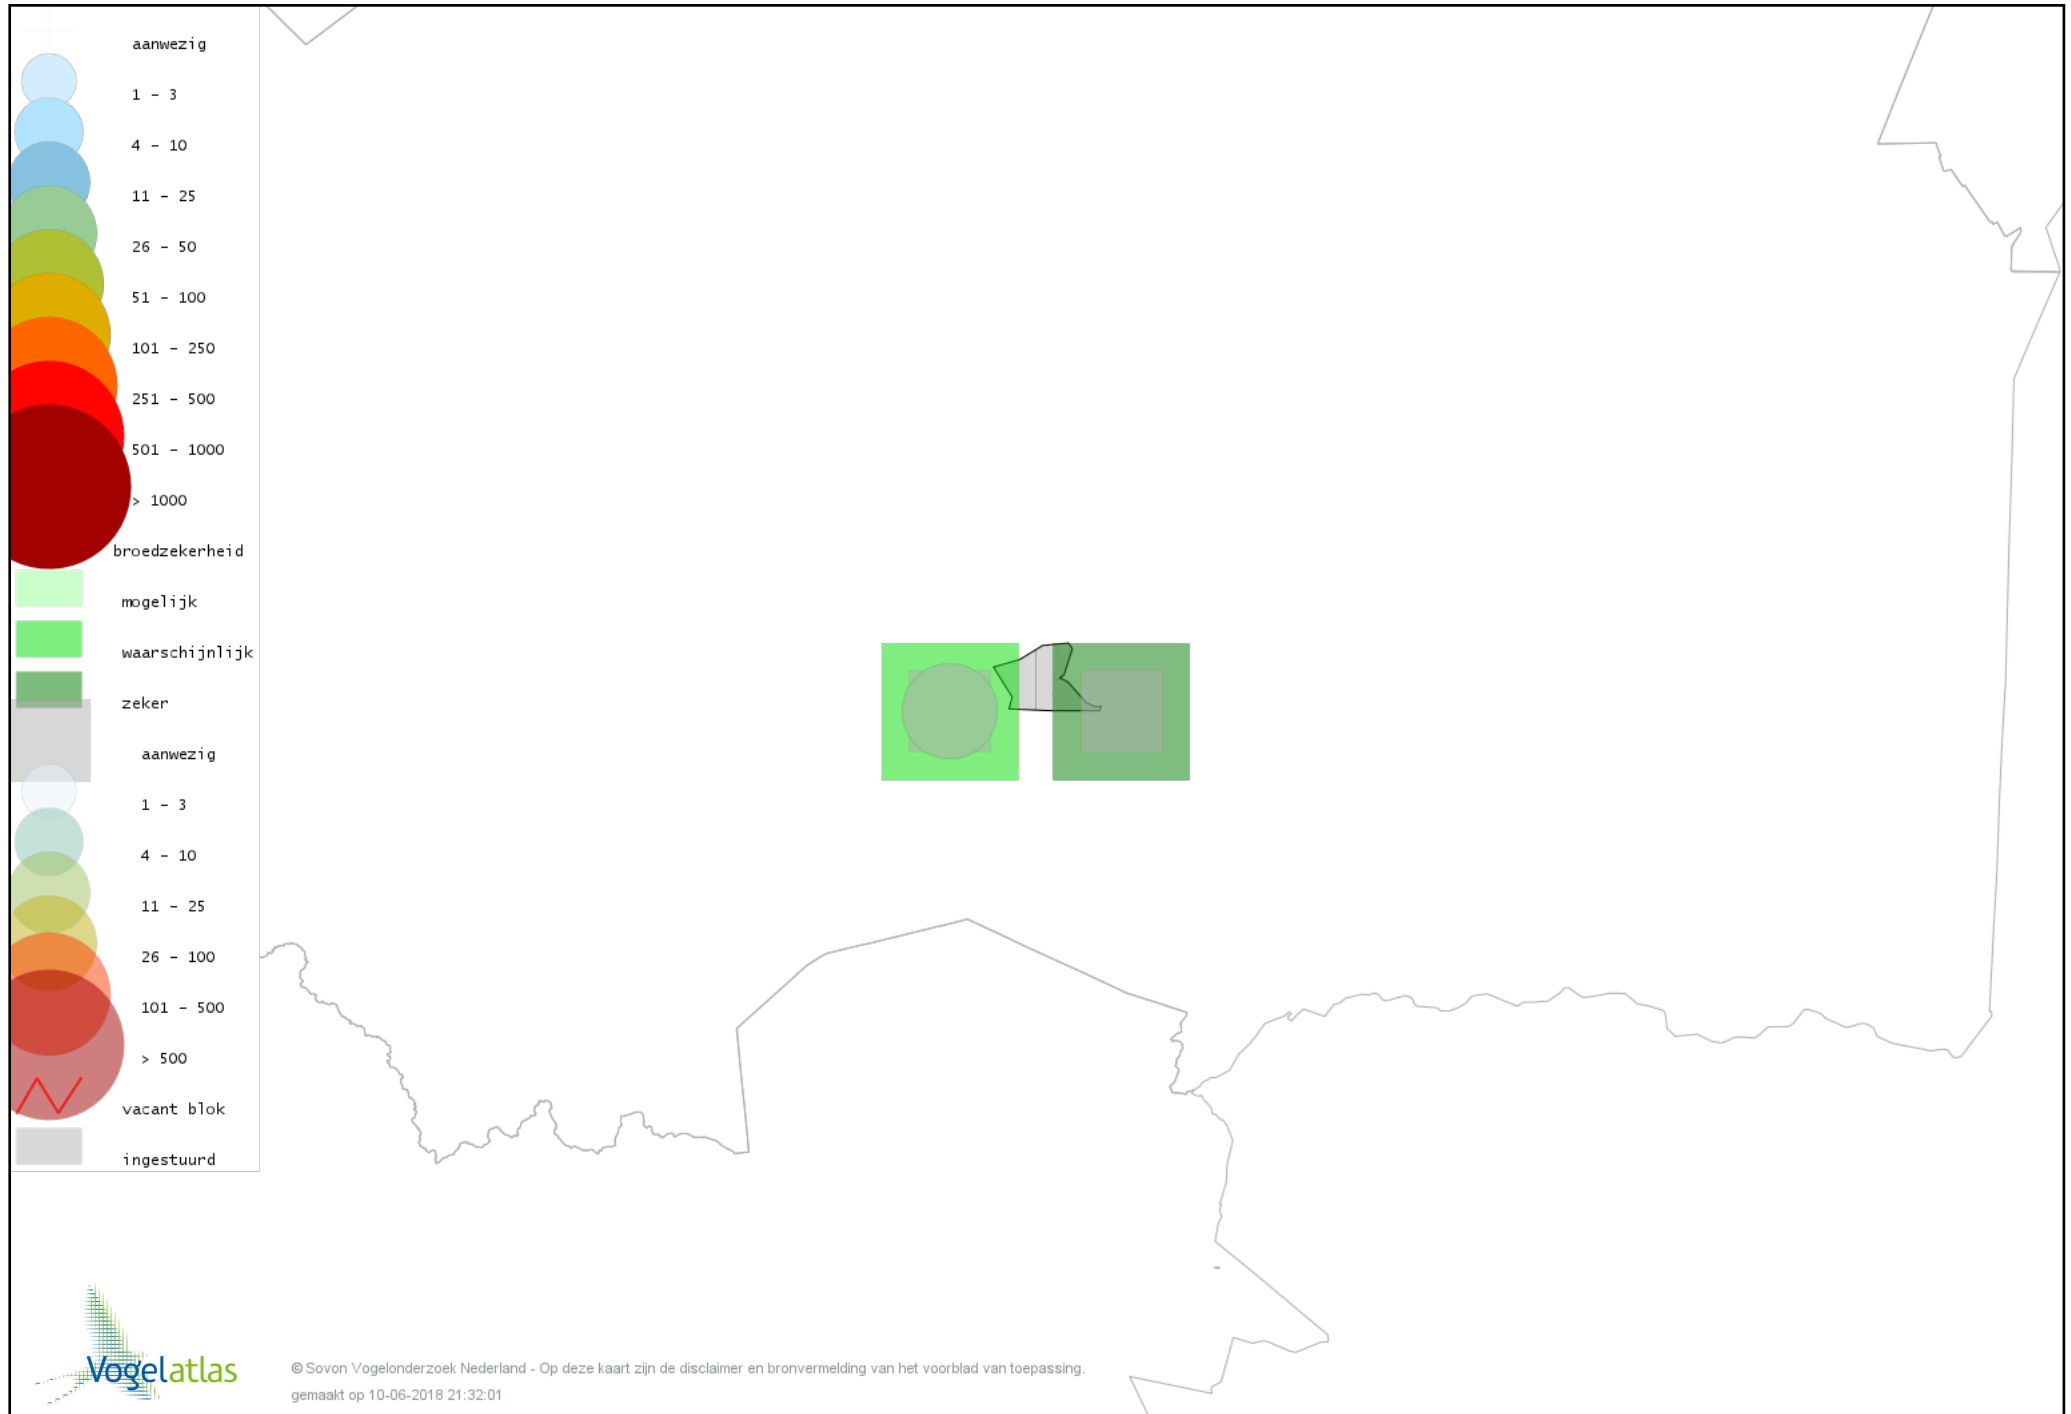 aanwezig
1 - 3
4 - 10
11 - 25
26 - 50
51 - 100
101 - 250
251 - 500
501 - 1000
> 1000
broedzekerheid
mogelijk
waarschijnlijk
zeker
aanwezig
1 - 3
4 - 10
11 - 25
26 - 100
101 - 500
> 500
vacant blok
ingestuurd
Vogelatlas
© Sovon Vogelonderzoek Nederland - Op deze kaart zijn de disclaimer en bronvermelding van het voorblad van toepassing.
gemaakt op 10-06-2018 21:32:01